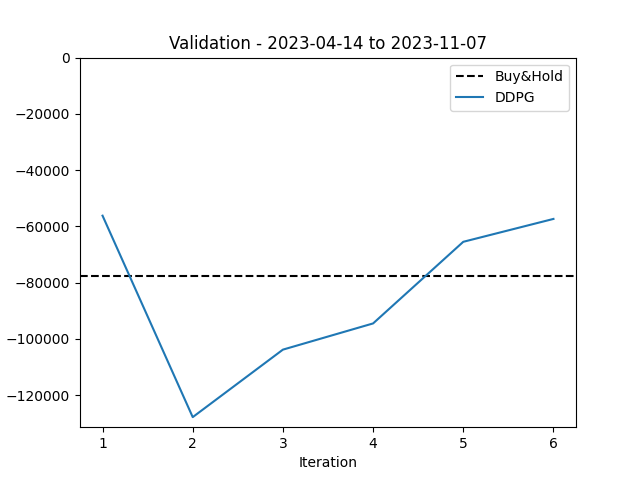 Validation - 2023-04-14 to 2023-11-07
0
−20000
−40000
−60000
−80000
−100000
−120000
Buy&Hold
DDPG
1 2 3 4 5 6
Iteration